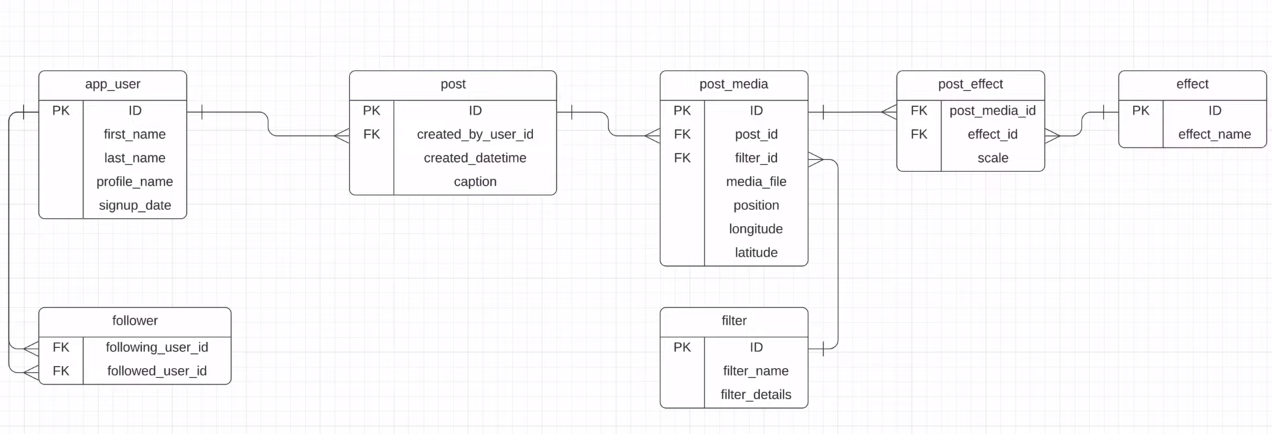 app_user
PK ID
first_name
last_name
profile_name
signup_date
post
PK ID
FK created_by_user_id
created_datetime
caption
post_media
PK ID
FK post_id
FK filter_id
media_file
position
longitude
latitude
post_effect
FK post_media_id
FK effect_id
scale
effect
PK ID
effect_name
follower
FK following_user_id
FK followed_user_id
filter
PK ID
filter_name
filter_details